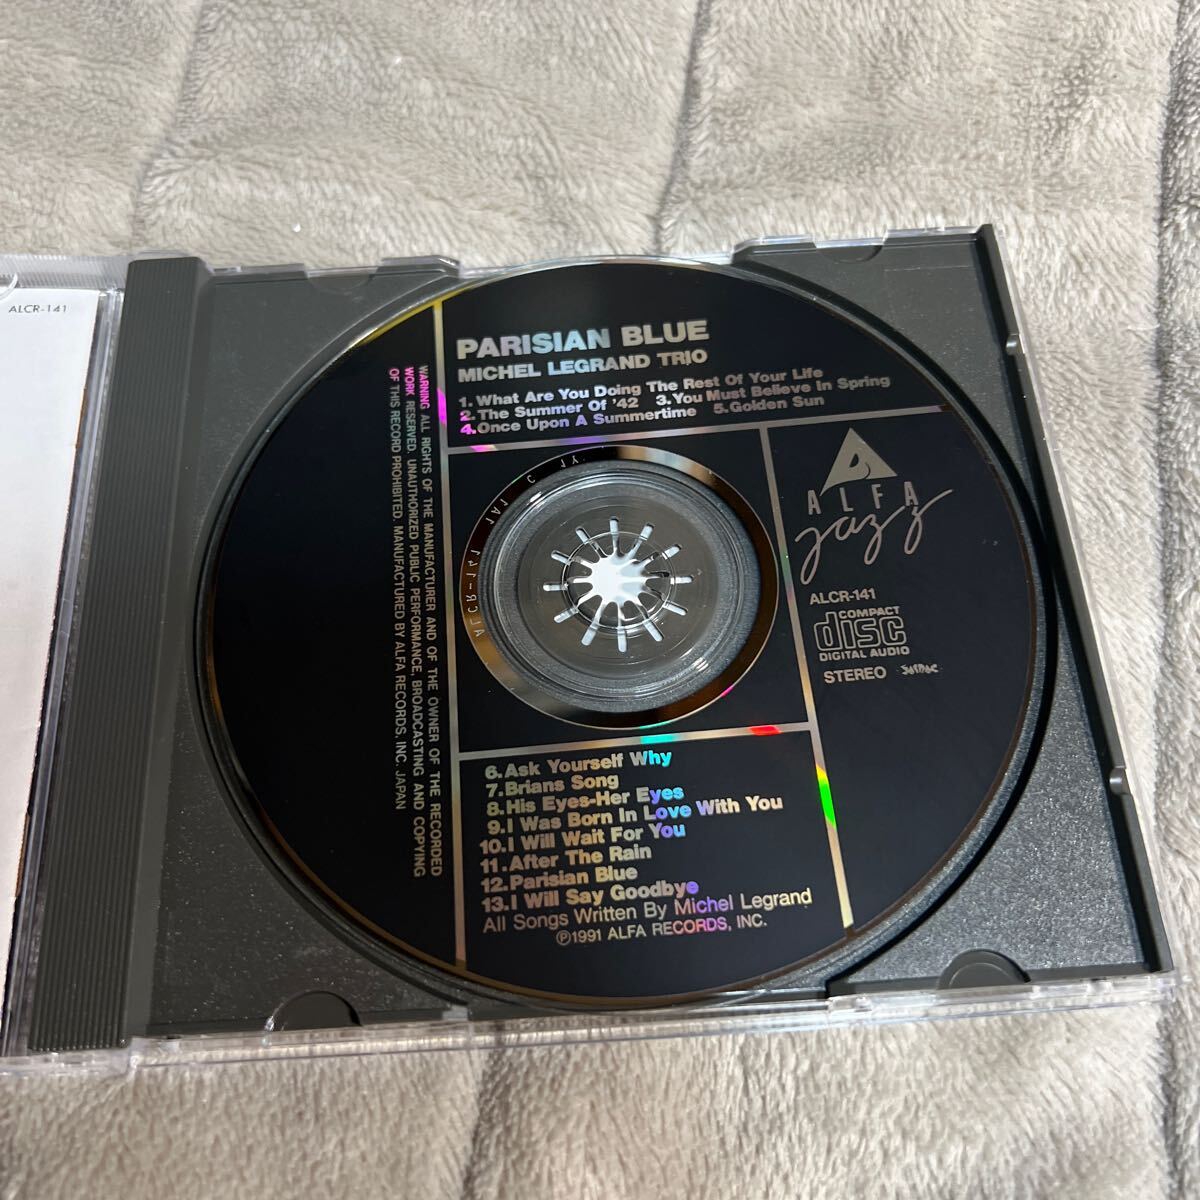 ALCR-141
PARISIAN BLUE
MICHEL LEGRAND TRIO
1.What Are You Doing The Rest Of Your Life
2.The Summer Of '42 3.You Must Believe In Spring
4.Once Upon A Summertime 5.Golden Sun
WARNING ALL RIGHTS OF THE MANUFACTURER AND OF THE OWNER OF THE RECORDED
WORK RESERVED. UNAUTHORIZED PUBLIC PERFORMANCE, BROADCASTING AND COPYING
OF THIS RECORD PROHIBITED. MANUFACTURED BY ALFA RECORDS, INC. JAPAN
ALFA
jazz
ALCR-141
COMPACT
disc
DIGITAL AUDIO
STEREO
ALCR-141
6.Ask Yourself Why
7.Brians Song
8.His Eyes-Her Eyes
9.I Was Born In Love With You
10.I Will Wait For You
11.After The Rain
12.Parisian Blue
13.I Will Say Goodbye
All Songs Written By Michel Legrand
℗1991 ALFA RECORDS, INC.